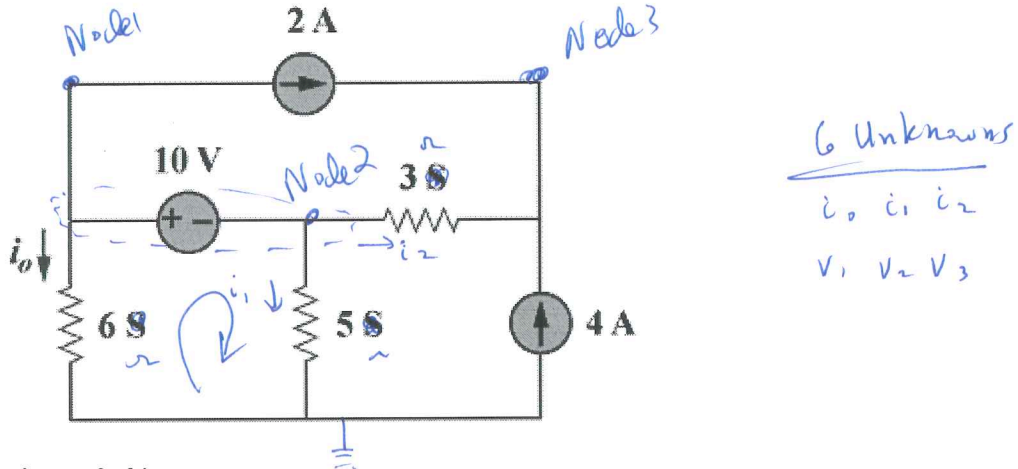 Node1
2 A
Node3
6 Unknowns
i₀ i₁ i₂
V₁ V₂ V₃
10 V
Node2
Ω
3 S
+ −
i₂
iₒ
i₁
6 S
Ω
5 S
4 A